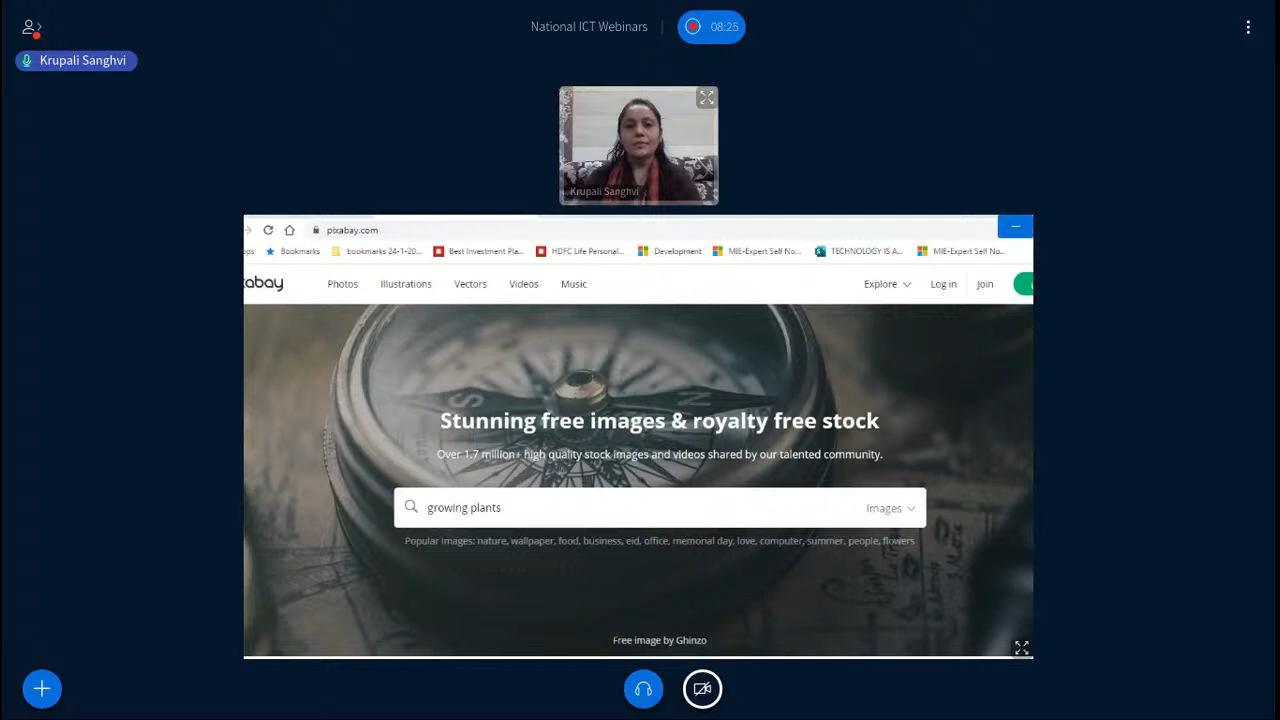 National ICT Webinars
08:25
Krupali Sanghvi
Krupali Sanghvi
pixabay.com
ps Bookmarks bookmarks 24-1-20... Best Investment Pla... HDFC Life Personal... Development MIE-Expert Self No... TECHNOLOGY IS A... MIE-Expert Self No...
xabay Photos Illustrations Vectors Videos Music Explore Log in Join
Stunning free images & royalty free stock
Over 1.7 million+ high quality stock images and videos shared by our talented community.
growing plants Images
Popular images: nature, wallpaper, food, business, eid, office, memorial day, love, computer, summer, people, flowers
Free image by Ghinzo